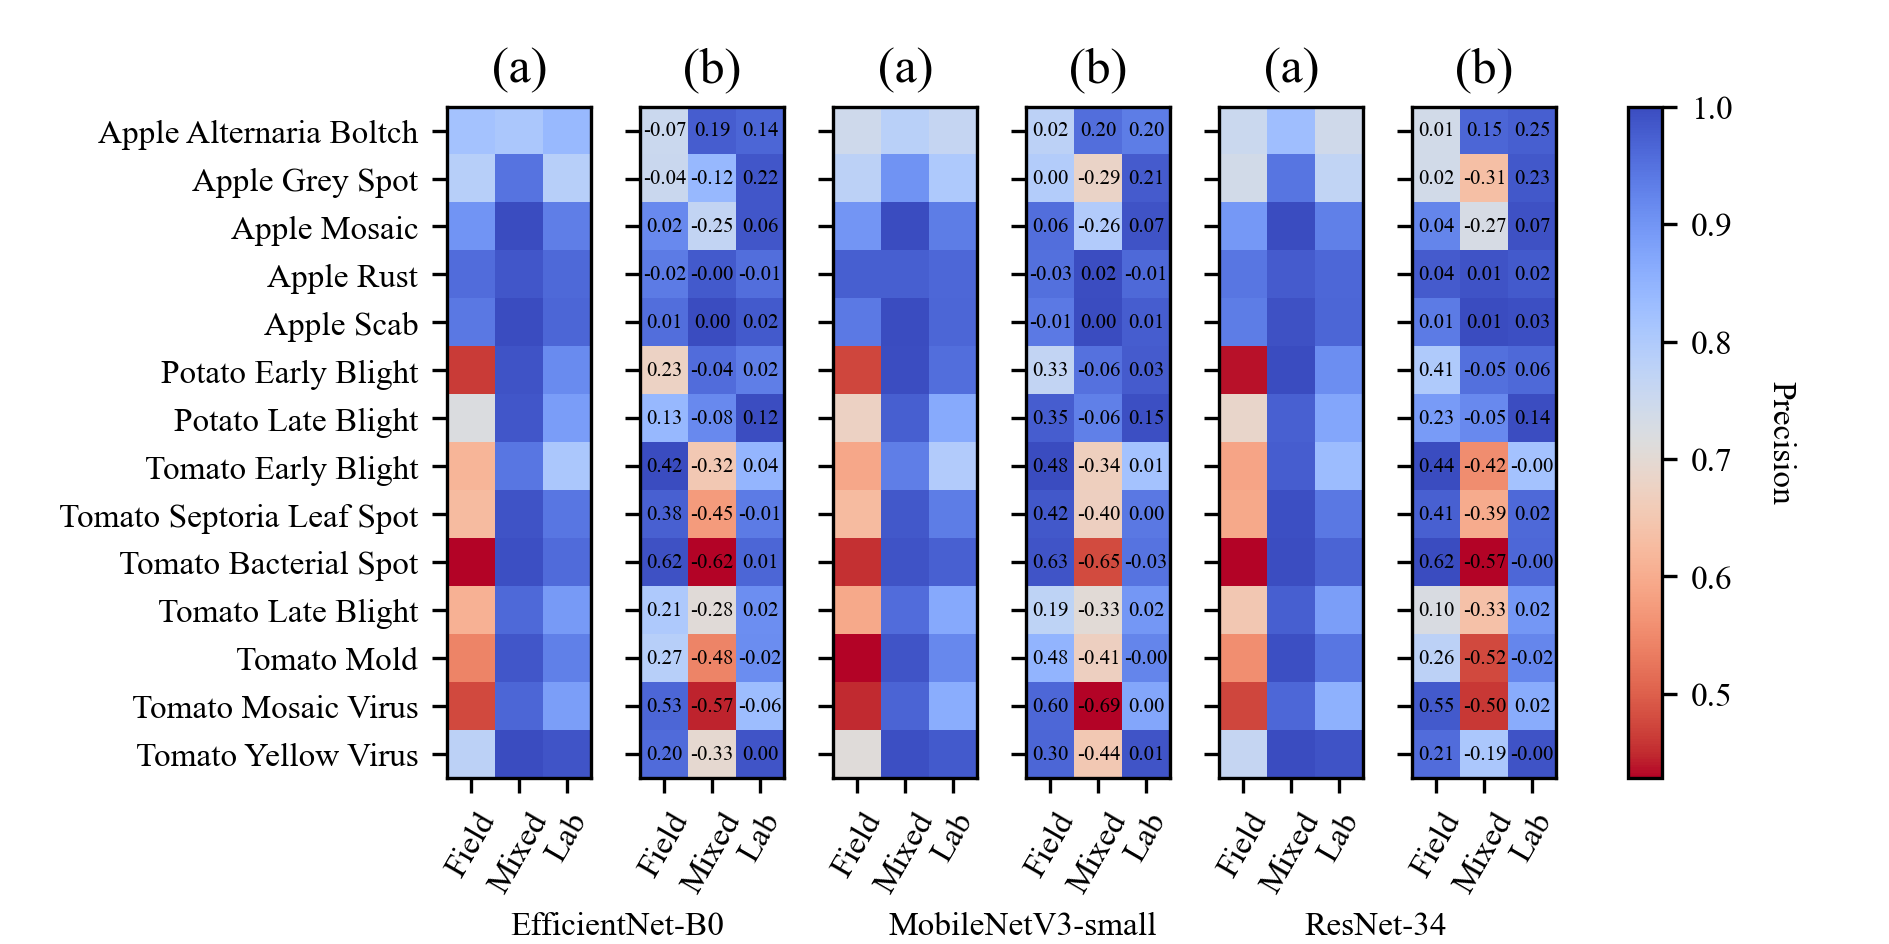 (a) (b) (a) (b) (a) (b)
Apple Alternaria Boltch -0.07 0.19 0.14 0.02 0.20 0.20 0.01 0.15 0.25
Apple Grey Spot -0.04 -0.12 0.22 0.00 -0.29 0.21 0.02 -0.31 0.23
Apple Mosaic 0.02 -0.25 0.06 0.06 -0.26 0.07 0.04 -0.27 0.07
Apple Rust -0.02 -0.00 -0.01 -0.03 0.02 -0.01 0.04 0.01 0.02
Apple Scab 0.01 0.00 0.02 -0.01 0.00 0.01 0.01 0.01 0.03
Potato Early Blight 0.23 -0.04 0.02 0.33 -0.06 0.03 0.41 -0.05 0.06
Potato Late Blight 0.13 -0.08 0.12 0.35 -0.06 0.15 0.23 -0.05 0.14
Tomato Early Blight 0.42 -0.32 0.04 0.48 -0.34 0.01 0.44 -0.42 -0.00
Tomato Septoria Leaf Spot 0.38 -0.45 -0.01 0.42 -0.40 0.00 0.41 -0.39 0.02
Tomato Bacterial Spot 0.62 -0.62 0.01 0.63 -0.65 -0.03 0.62 -0.57 -0.00
Tomato Late Blight 0.21 -0.28 0.02 0.19 -0.33 0.02 0.10 -0.33 0.02
Tomato Mold 0.27 -0.48 -0.02 0.48 -0.41 -0.00 0.26 -0.52 -0.02
Tomato Mosaic Virus 0.53 -0.57 -0.06 0.60 -0.69 0.00 0.55 -0.50 0.02
Tomato Yellow Virus 0.20 -0.33 0.00 0.30 -0.44 0.01 0.21 -0.19 -0.00
Field Mixed Lab Field Mixed Lab Field Mixed Lab Field Mixed Lab Field Mixed Lab Field Mixed Lab
EfficientNet-B0 MobileNetV3-small ResNet-34
1.0
0.9
0.8
0.7
0.6
0.5
Precision